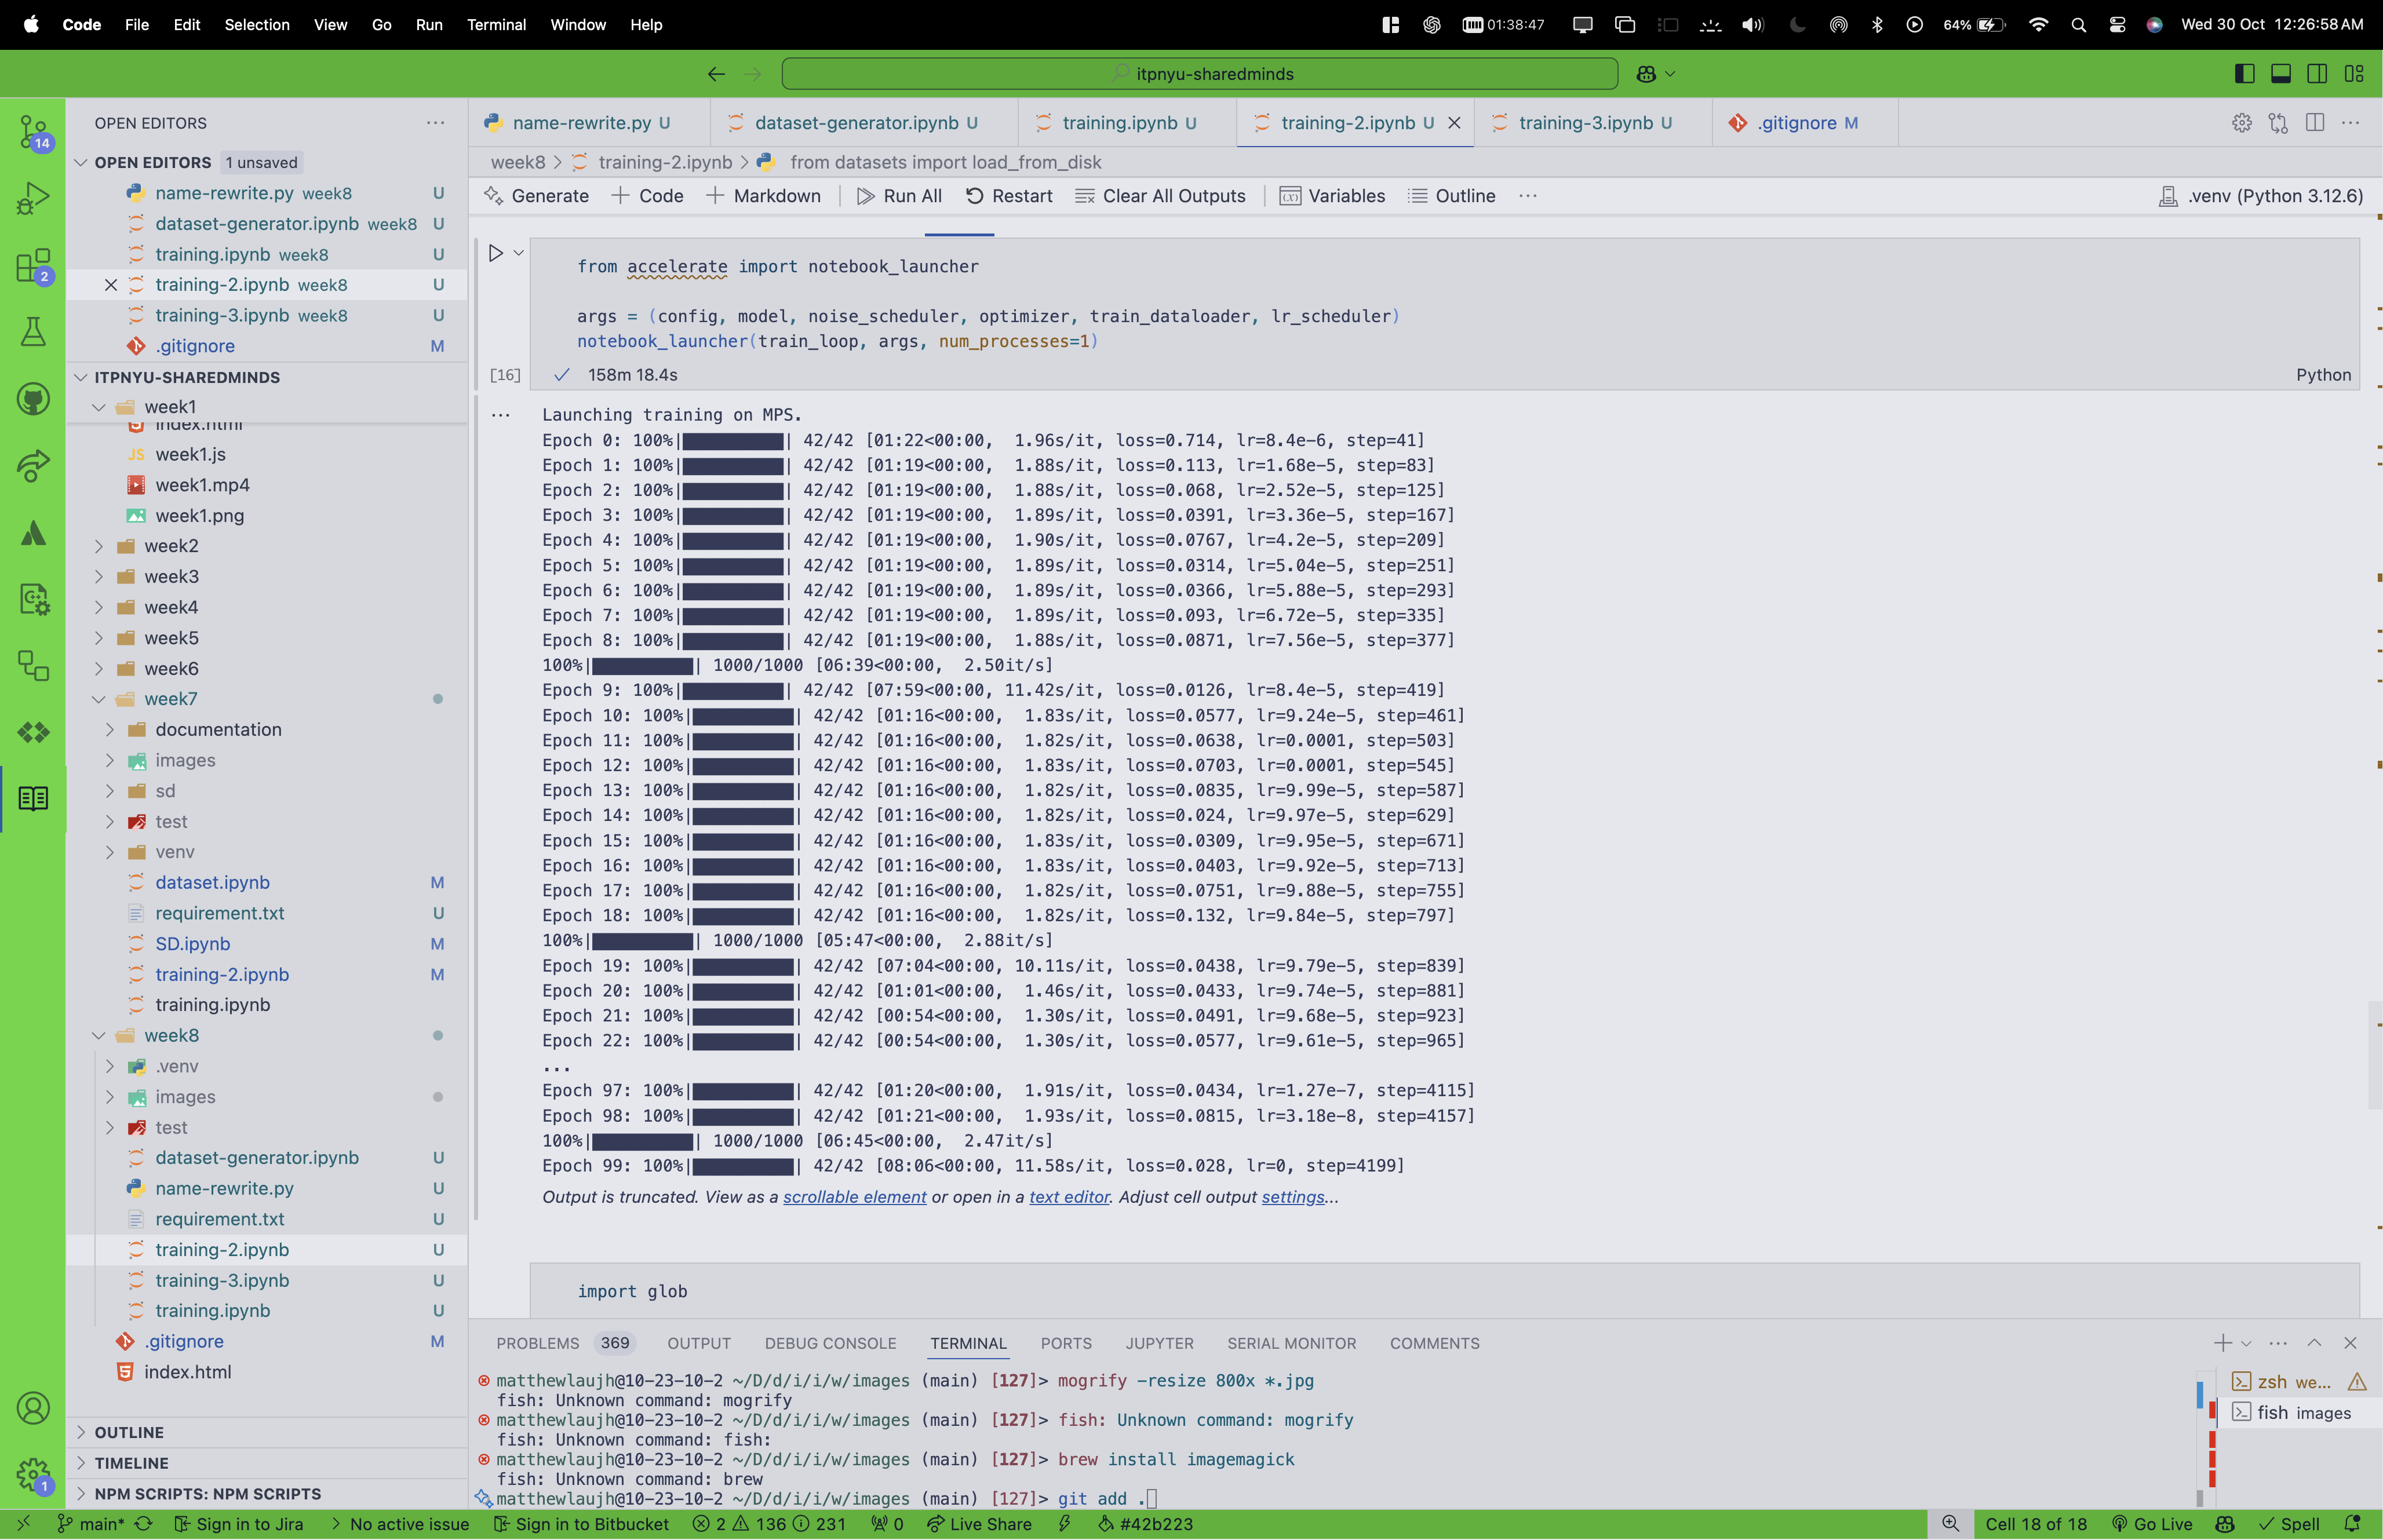 Code File Edit Selection View Go Run Terminal Window Help 01:38:47 64% Wed 30 Oct 12:26:58 AM
itpnyu-sharedminds
14
2
1
OPEN EDITORS
OPEN EDITORS 1 unsaved
name-rewrite.py week8 U
dataset-generator.ipynb week8 U
training.ipynb week8 U
training-2.ipynb week8 U
training-3.ipynb week8 U
.gitignore M
ITPNYU-SHAREDMINDS
week1
index.html
JS week1.js
week1.mp4
week1.png
week2
week3
week4
week5
week6
week7
documentation
images
sd
test
venv
dataset.ipynb M
requirement.txt U
SD.ipynb M
training-2.ipynb M
training.ipynb
week8
.venv
images
test
dataset-generator.ipynb U
name-rewrite.py U
requirement.txt U
training-2.ipynb U
training-3.ipynb U
training.ipynb U
.gitignore M
index.html
OUTLINE
TIMELINE
NPM SCRIPTS: NPM SCRIPTS
name-rewrite.py U dataset-generator.ipynb U training.ipynb U training-2.ipynb U training-3.ipynb U .gitignore M
week8 > training-2.ipynb > from datasets import load_from_disk
Generate + Code + Markdown Run All Restart Clear All Outputs Variables Outline ... .venv (Python 3.12.6)
from accelerate import notebook_launcher
args = (config, model, noise_scheduler, optimizer, train_dataloader, lr_scheduler)
notebook_launcher(train_loop, args, num_processes=1)
[16] 158m 18.4s Python
Launching training on MPS.
Epoch 0: 100%|██████████| 42/42 [01:22<00:00, 1.96s/it, loss=0.714, lr=8.4e-6, step=41]
Epoch 1: 100%|██████████| 42/42 [01:19<00:00, 1.88s/it, loss=0.113, lr=1.68e-5, step=83]
Epoch 2: 100%|██████████| 42/42 [01:19<00:00, 1.88s/it, loss=0.068, lr=2.52e-5, step=125]
Epoch 3: 100%|██████████| 42/42 [01:19<00:00, 1.89s/it, loss=0.0391, lr=3.36e-5, step=167]
Epoch 4: 100%|██████████| 42/42 [01:19<00:00, 1.90s/it, loss=0.0767, lr=4.2e-5, step=209]
Epoch 5: 100%|██████████| 42/42 [01:19<00:00, 1.89s/it, loss=0.0314, lr=5.04e-5, step=251]
Epoch 6: 100%|██████████| 42/42 [01:19<00:00, 1.89s/it, loss=0.0366, lr=5.88e-5, step=293]
Epoch 7: 100%|██████████| 42/42 [01:19<00:00, 1.89s/it, loss=0.093, lr=6.72e-5, step=335]
Epoch 8: 100%|██████████| 42/42 [01:19<00:00, 1.88s/it, loss=0.0871, lr=7.56e-5, step=377]
100%|██████████| 1000/1000 [06:39<00:00, 2.50it/s]
Epoch 9: 100%|██████████| 42/42 [07:59<00:00, 11.42s/it, loss=0.0126, lr=8.4e-5, step=419]
Epoch 10: 100%|██████████| 42/42 [01:16<00:00, 1.83s/it, loss=0.0577, lr=9.24e-5, step=461]
Epoch 11: 100%|██████████| 42/42 [01:16<00:00, 1.82s/it, loss=0.0638, lr=0.0001, step=503]
Epoch 12: 100%|██████████| 42/42 [01:16<00:00, 1.83s/it, loss=0.0703, lr=0.0001, step=545]
Epoch 13: 100%|██████████| 42/42 [01:16<00:00, 1.82s/it, loss=0.0835, lr=9.99e-5, step=587]
Epoch 14: 100%|██████████| 42/42 [01:16<00:00, 1.82s/it, loss=0.024, lr=9.97e-5, step=629]
Epoch 15: 100%|██████████| 42/42 [01:16<00:00, 1.83s/it, loss=0.0309, lr=9.95e-5, step=671]
Epoch 16: 100%|██████████| 42/42 [01:16<00:00, 1.83s/it, loss=0.0403, lr=9.92e-5, step=713]
Epoch 17: 100%|██████████| 42/42 [01:16<00:00, 1.82s/it, loss=0.0751, lr=9.88e-5, step=755]
Epoch 18: 100%|██████████| 42/42 [01:16<00:00, 1.82s/it, loss=0.132, lr=9.84e-5, step=797]
100%|██████████| 1000/1000 [05:47<00:00, 2.88it/s]
Epoch 19: 100%|██████████| 42/42 [07:04<00:00, 10.11s/it, loss=0.0438, lr=9.79e-5, step=839]
Epoch 20: 100%|██████████| 42/42 [01:01<00:00, 1.46s/it, loss=0.0433, lr=9.74e-5, step=881]
Epoch 21: 100%|██████████| 42/42 [00:54<00:00, 1.30s/it, loss=0.0491, lr=9.68e-5, step=923]
Epoch 22: 100%|██████████| 42/42 [00:54<00:00, 1.30s/it, loss=0.0577, lr=9.61e-5, step=965]
...
Epoch 97: 100%|██████████| 42/42 [01:20<00:00, 1.91s/it, loss=0.0434, lr=1.27e-7, step=4115]
Epoch 98: 100%|██████████| 42/42 [01:21<00:00, 1.93s/it, loss=0.0815, lr=3.18e-8, step=4157]
100%|██████████| 1000/1000 [06:45<00:00, 2.47it/s]
Epoch 99: 100%|██████████| 42/42 [08:06<00:00, 11.58s/it, loss=0.028, lr=0, step=4199]
Output is truncated. View as a scrollable element or open in a text editor. Adjust cell output settings...
import glob
PROBLEMS 369 OUTPUT DEBUG CONSOLE TERMINAL PORTS JUPYTER SERIAL MONITOR COMMENTS
matthewlaujh@10-23-10-2 ~/D/d/i/i/w/images (main) [127]> mogrify -resize 800x *.jpg
fish: Unknown command: mogrify
matthewlaujh@10-23-10-2 ~/D/d/i/i/w/images (main) [127]> fish: Unknown command: mogrify
fish: Unknown command: fish:
matthewlaujh@10-23-10-2 ~/D/d/i/i/w/images (main) [127]> brew install imagemagick
fish: Unknown command: brew
matthewlaujh@10-23-10-2 ~/D/d/i/i/w/images (main) [127]> git add .
zsh we...
fish images
main* Sign in to Jira No active issue Sign in to Bitbucket 2 136 231 0 Live Share #42b223 Cell 18 of 18 Go Live Spell